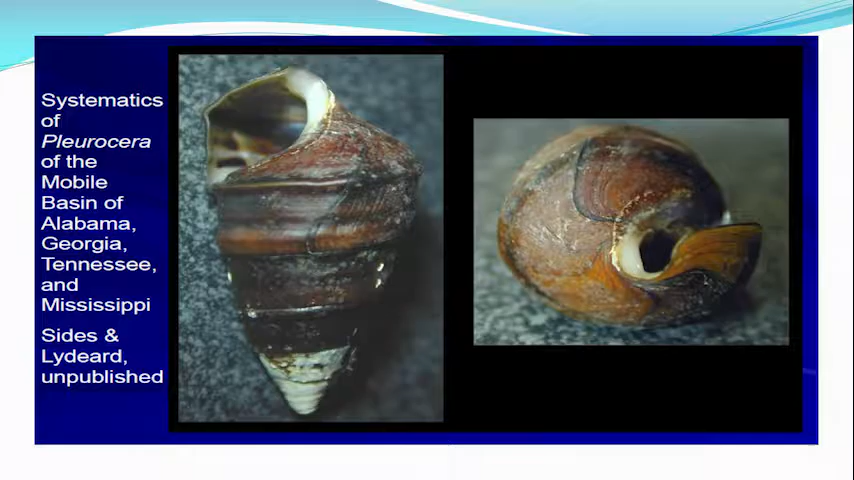 Systematics
of
Pleurocera
of the
Mobile
Basin of
Alabama,
Georgia,
Tennessee,
and
Mississippi
Sides &
Lydeard,
unpublished